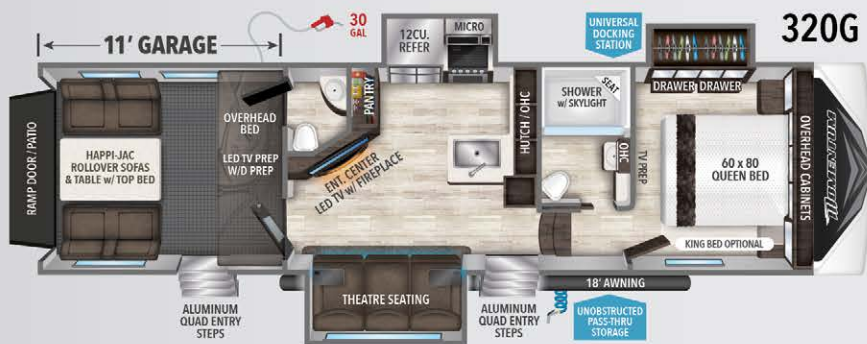 320G
11' GARAGE
30
GAL
12CU.
REFER
MICRO
UNIVERSAL
DOCKING
STATION
RAMP DOOR / PATIO
HAPPI-JAC
ROLLOVER SOFAS
& TABLE w/ TOP BED
OVERHEAD
BED
LED TV PREP
W/D PREP
PANTRY
ENT. CENTER
LED TV w/ FIREPLACE
HUTCH / OHC
SHOWER
w/ SKYLIGHT
SEAT
OHC
TV PREP
DRAWER
DRAWER
60 x 80
QUEEN BED
KING BED OPTIONAL
OVERHEAD CABINETS
MOMENTUM
THEATRE SEATING
18' AWNING
ALUMINUM
QUAD ENTRY
STEPS
ALUMINUM
QUAD ENTRY
STEPS
UNOBSTRUCTED
PASS-THRU
STORAGE